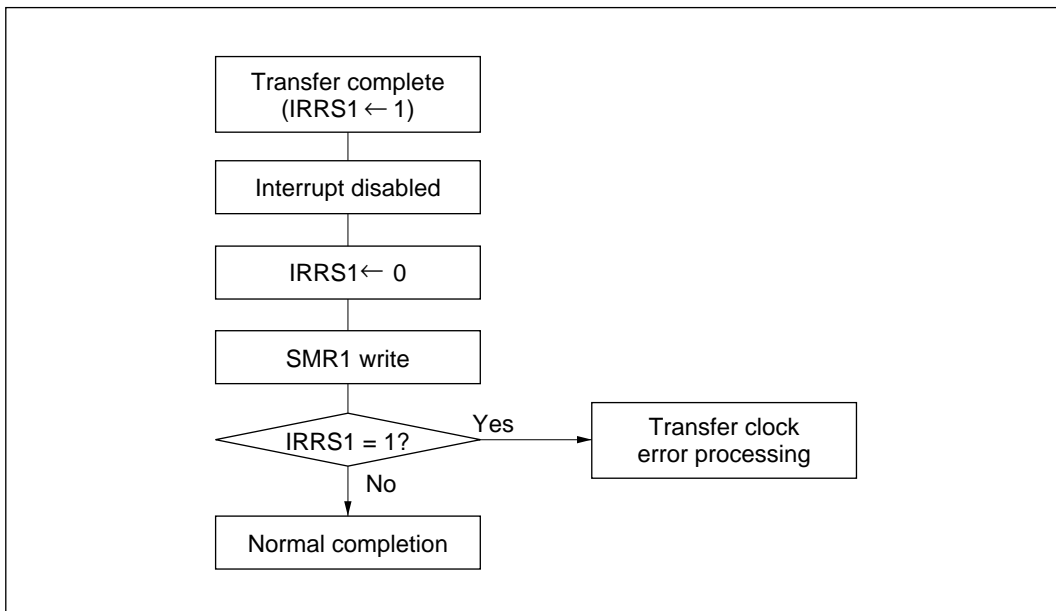 Transfer complete
(IRRS1 ← 1)
Interrupt disabled
IRRS1 ← 0
SMR1 write
IRRS1 = 1?
Yes
Transfer clock
error processing
No
Normal completion